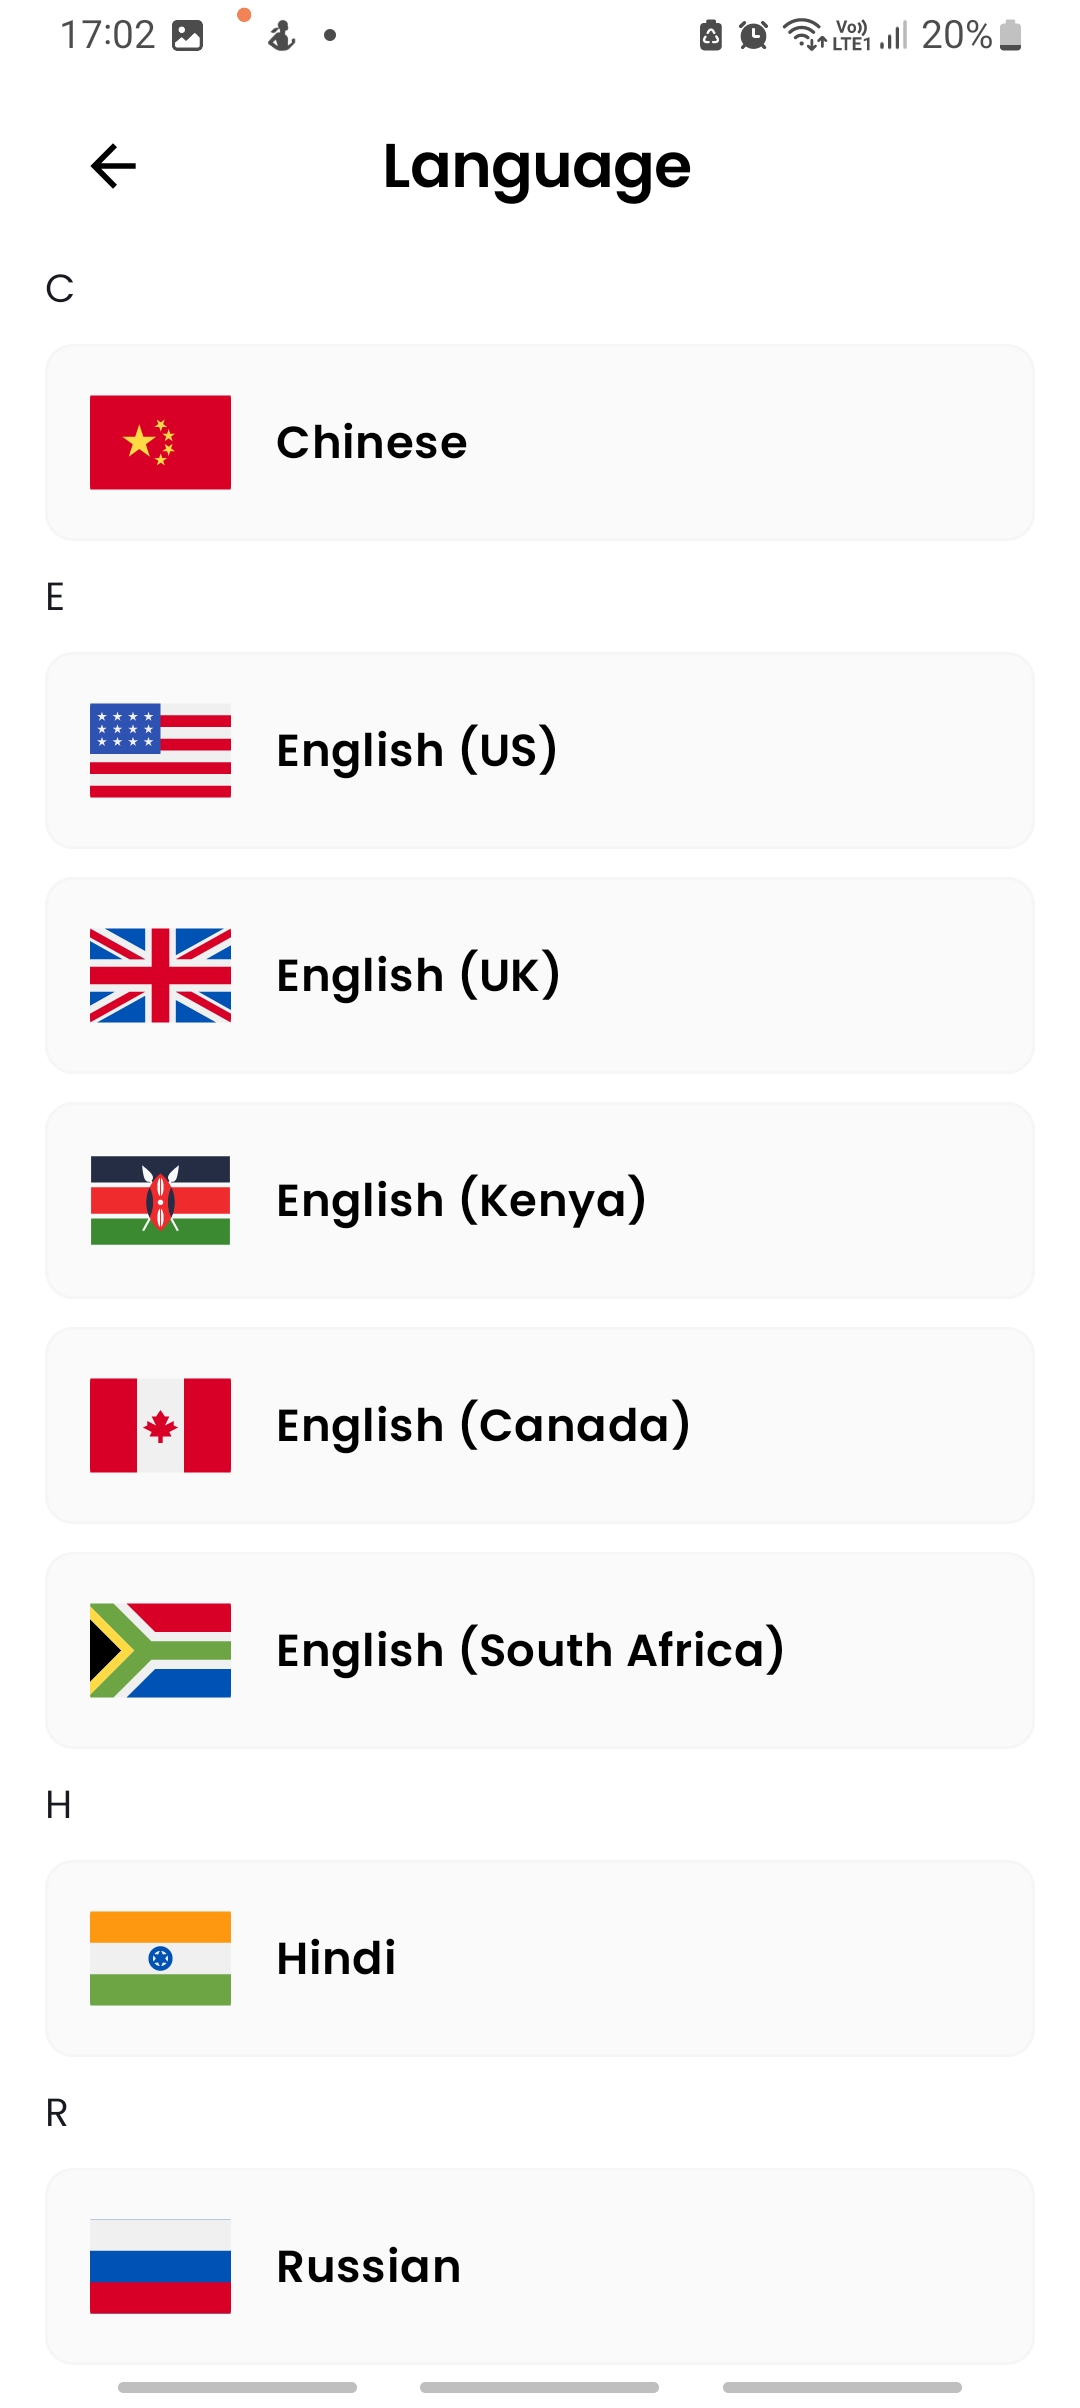 17:02 Vo)) LTE1 20%
Language
C
Chinese
E
English (US)
English (UK)
English (Kenya)
English (Canada)
English (South Africa)
H
Hindi
R
Russian